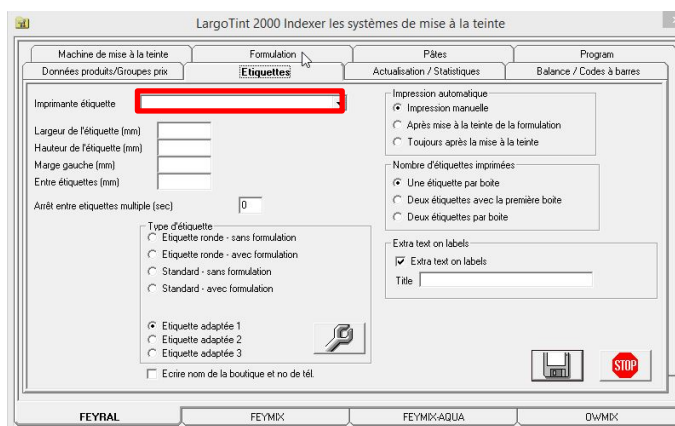 LargoTint 2000 Indexer les systèmes de mise à la teinte
Machine de mise à la teinte
Formulation
Pâtes
Program
Données produits/Groupes prix
Etiquettes
Actualisation / Statistiques
Balance / Codes à barres
Imprimante étiquette
Largeur de l'étiquette (mm)
Hauteur de l'étiquette (mm)
Marge gauche (mm)
Entre étiquettes (mm)
Arrêt entre etiquettes multiple (sec)
0
Type d'étiquette
Etiquette ronde - sans formulation
Etiquette ronde - avec formulation
Standard - sans formulation
Standard - avec formulation
Etiquette adaptée 1
Etiquette adaptée 2
Etiquette adaptée 3
Ecrire nom de la boutique et no de tél.
Impression automatique
Impression manuelle
Après mise à la teinte de la formulation
Toujours après la mise à la teinte
Nombre d'étiquettes imprimées
Une étiquette par boite
Deux étiquettes avec la première boite
Deux étiquettes par boite
Extra text on labels
Extra text on labels
Title
STOP
FEYRAL
FEYMIX
FEYMIX-AQUA
OWMIX